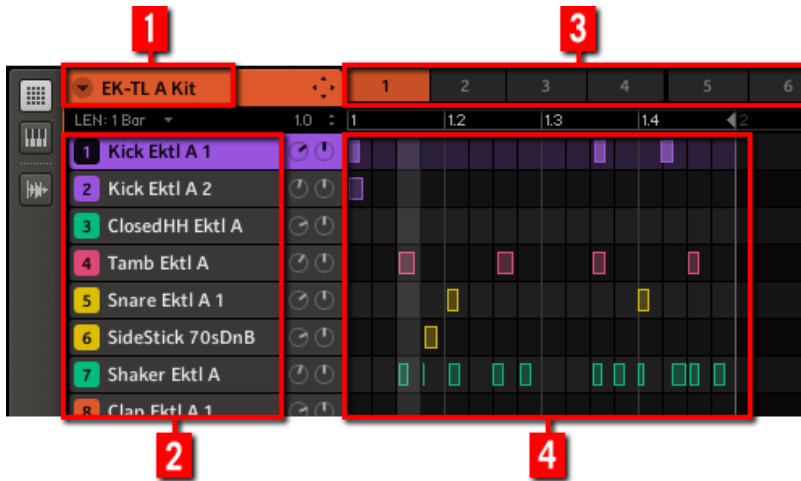 1
3
EK-TL A Kit
1 2 3 4 5 6
LEN: 1 Bar 1.0 1 1.2 1.3 1.4 2
1 Kick Ektl A 1
2 Kick Ektl A 2
3 ClosedHH Ektl A
4 Tamb Ektl A
5 Snare Ektl A 1
6 SideStick 70sDnB
7 Shaker Ektl A
8 Clap Ektl A 1
2
4